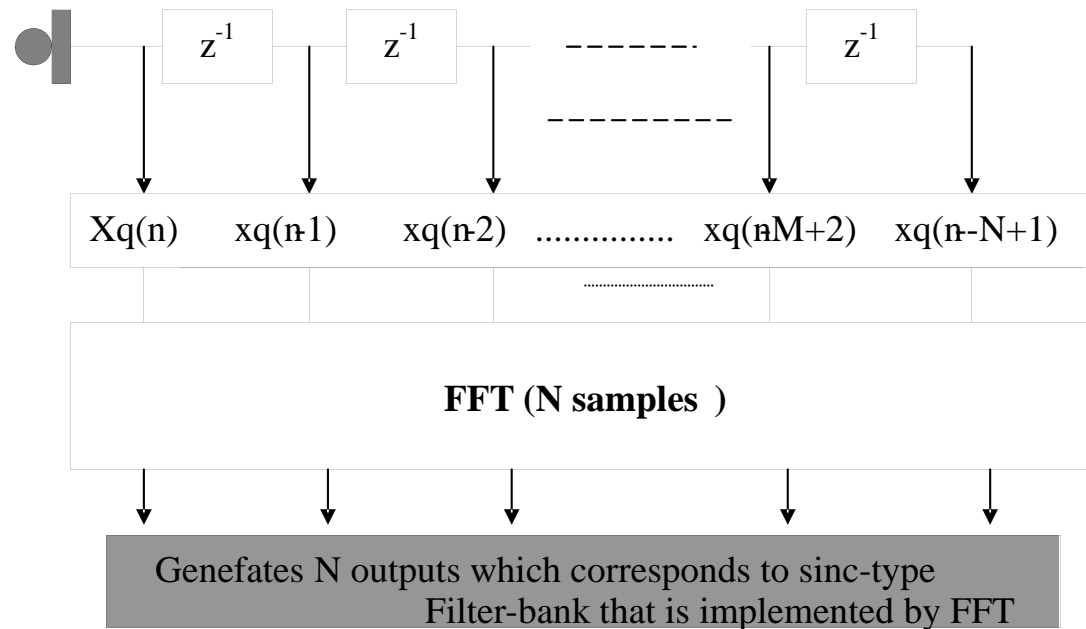 z⁻¹ z⁻¹ z⁻¹
Xq(n) xq(n-1) xq(n-2) ............... xq(n-M+2) xq(n--N+1)
FFT (N samples )
Genefates N outputs which corresponds to sinc-type
Filter-bank that is implemented by FFT